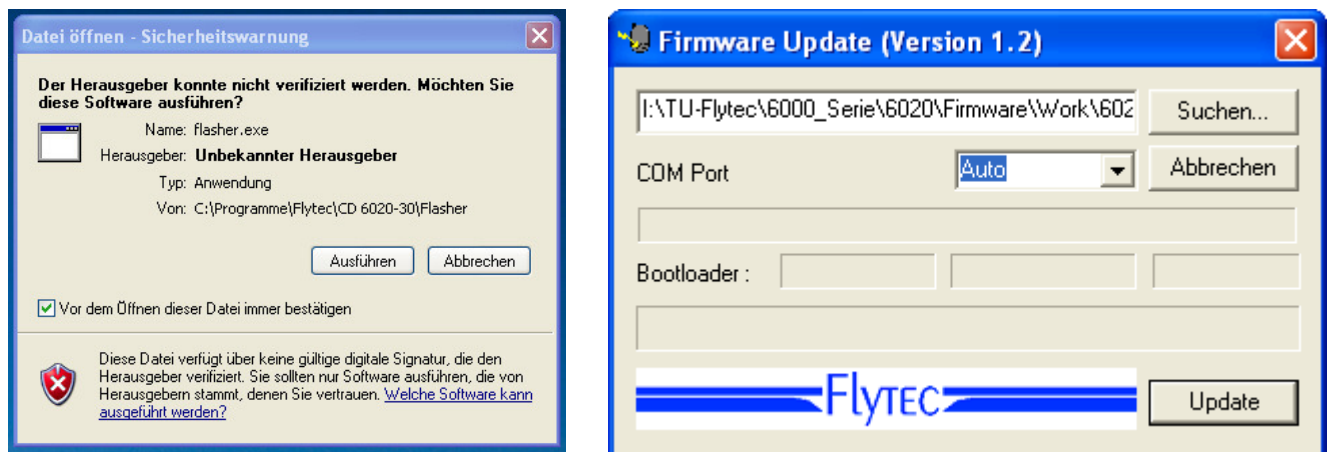 Datei öffnen - Sicherheitswarnung
Der Herausgeber konnte nicht verifiziert werden. Möchten Sie
diese Software ausführen?
Name: flasher.exe
Herausgeber: Unbekannter Herausgeber
Typ: Anwendung
Von: C:\Programme\Flytec\CD 6020-30\Flasher
Ausführen Abbrechen
Vor dem Öffnen dieser Datei immer bestätigen
Diese Datei verfügt über keine gültige digitale Signatur, die den
Herausgeber verifiziert. Sie sollten nur Software ausführen, die von
Herausgebern stammt, denen Sie vertrauen. Welche Software kann
ausgeführt werden?
Firmware Update (Version 1.2)
I:\TU-Flytec\6000_Serie\6020\Firmware\Work\602 Suchen...
COM Port Auto Abbrechen
Bootloader :
FLYTEC
Update